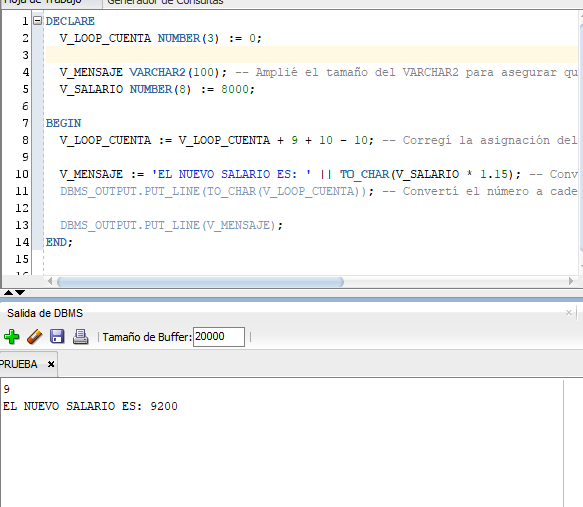 Hoja de Trabajo Generador de Consultas
1 DECLARE
2 V_LOOP_CUENTA NUMBER(3) := 0;
3
4 V_MENSAJE VARCHAR2(100); -- Amplié el tamaño del VARCHAR2 para asegurar qu
5 V_SALARIO NUMBER(8) := 8000;
6
7 BEGIN
8 V_LOOP_CUENTA := V_LOOP_CUENTA + 9 + 10 - 10; -- Corregí la asignación del
9
10 V_MENSAJE := 'EL NUEVO SALARIO ES: ' || TO_CHAR(V_SALARIO * 1.15); -- Conv
11 DBMS_OUTPUT.PUT_LINE(TO_CHAR(V_LOOP_CUENTA)); -- Convertí el número a cade
12
13 DBMS_OUTPUT.PUT_LINE(V_MENSAJE);
14 END;
15
16
Salida de DBMS
Tamaño de Buffer: 20000
PRUEBA
9
EL NUEVO SALARIO ES: 9200